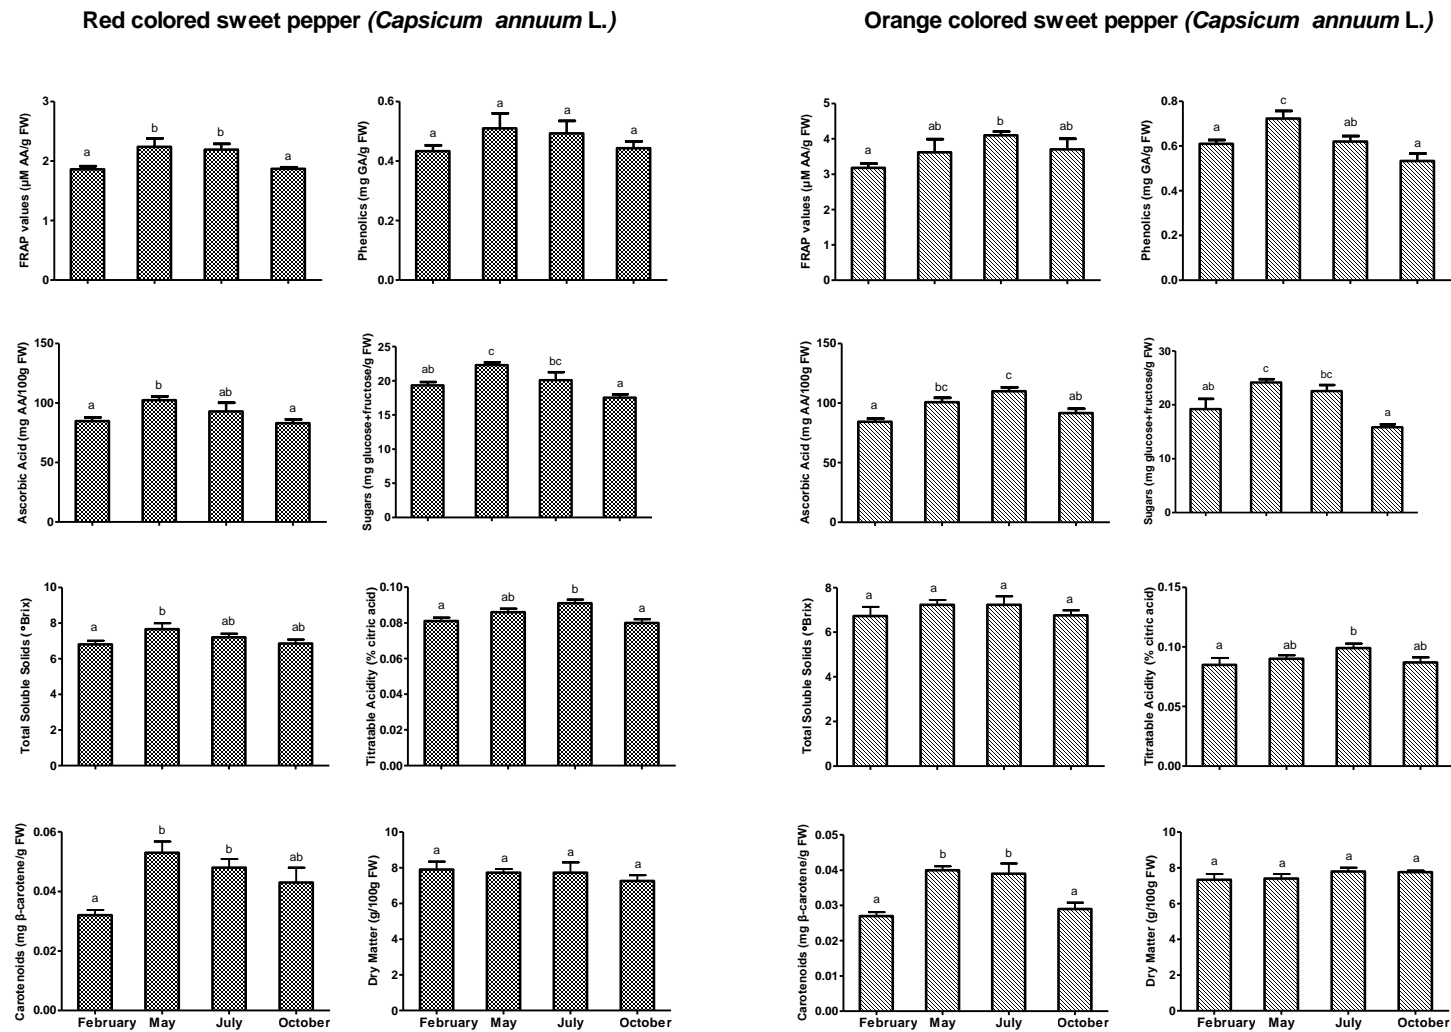 Red colored sweet pepper (Capsicum annuum L.)
Orange colored sweet pepper (Capsicum annuum L.)
FRAP values (µM AA/g FW)
3
2
1
0
a
b
b
a
Phenolics (mg GA/g FW)
0.6
0.4
0.2
0.0
a
a
a
a
FRAP values (µM AA/g FW)
5
4
3
2
1
0
a
ab
b
ab
Phenolics (mg GA/g FW)
0.8
0.6
0.4
0.2
0.0
a
c
ab
a
Ascorbic Acid (mg AA/100g FW)
150
100
50
0
a
b
ab
a
Sugars (mg glucose+fructose/g FW)
25
20
15
10
5
0
ab
c
bc
a
Ascorbic Acid (mg AA/100g FW)
150
100
50
0
a
bc
c
ab
Sugars (mg glucose+fructose/g FW)
30
20
10
0
ab
c
bc
a
Total Soluble Solids (°Brix)
10
8
6
4
2
0
a
b
ab
ab
Titratable Acidity (% citric acid)
0.10
0.08
0.06
0.04
0.02
0.00
a
ab
b
a
Total Soluble Solids (°Brix)
8
6
4
2
0
a
a
a
a
Titratable Acidity (% citric acid)
0.15
0.10
0.05
0.00
a
ab
b
ab
Carotenoids (mg β-carotene/g FW)
0.06
0.04
0.02
0.00
a
b
b
ab
February May July October
Dry Matter (g/100g FW)
10
8
6
4
2
0
a
a
a
a
February May July October
Carotenoids (mg β-carotene/g FW)
0.05
0.04
0.03
0.02
0.01
0.00
a
b
b
a
February May July October
Dry Matter (g/100g FW)
10
8
6
4
2
0
a
a
a
a
February May July October